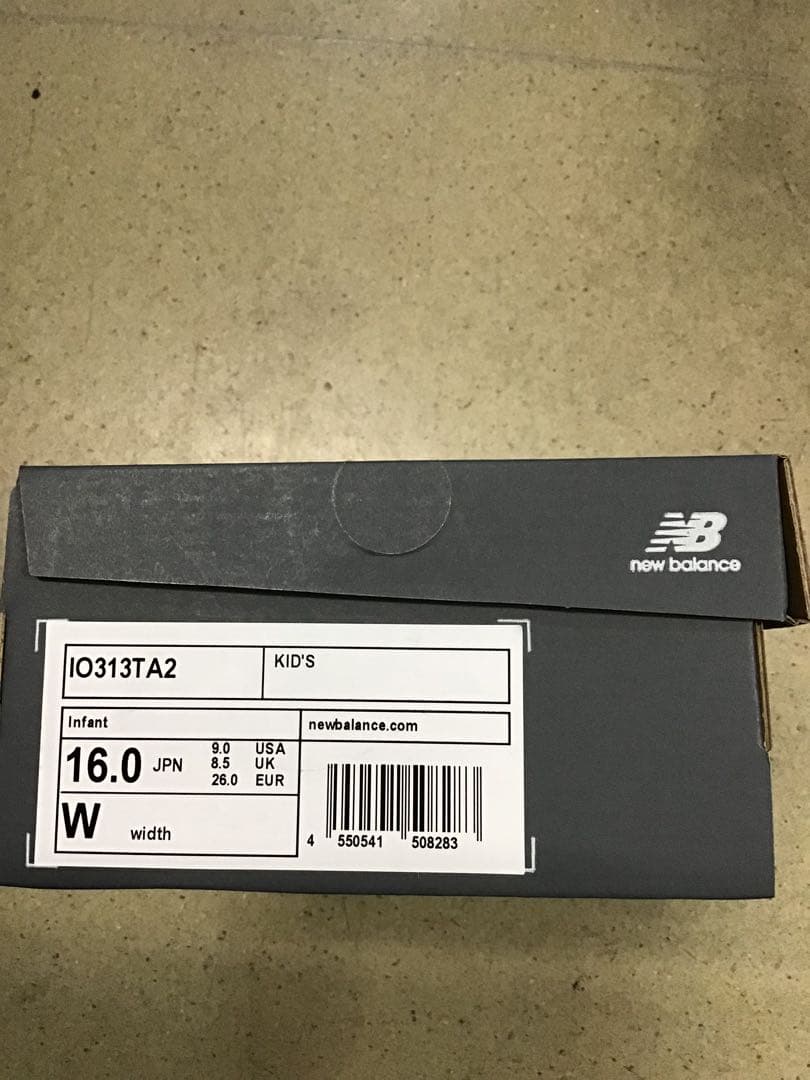 NB
new balance
IO313TA2
KID'S
Infant
newbalance.com
16.0 JPN
9.0 USA
8.5 UK
26.0 EUR
W width
4 550541 508283